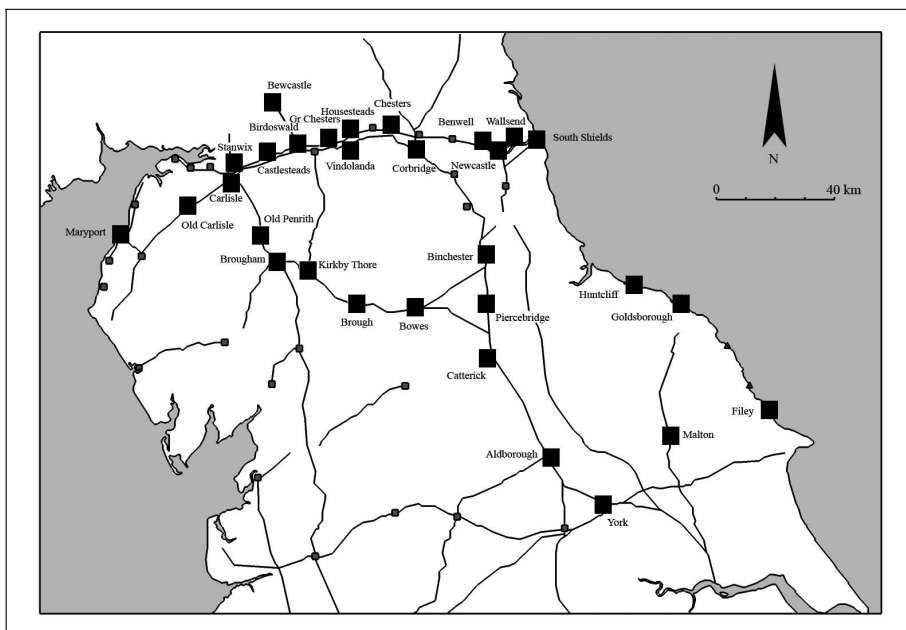 Bewcastle
Chesters
Housesteads
Gr Chesters
Birdoswald
Benwell
Wallsend
Stanwix
South Shields
Castlesteads
Vindolanda
Corbridge
Newcastle
N
Carlisle
0
40 km
Old Carlisle
Old Penrith
Maryport
Brougham
Kirkby Thore
Binchester
Huntcliff
Goldsborough
Brough
Bowes
Piercebridge
Catterick
Filey
Malton
Aldborough
York